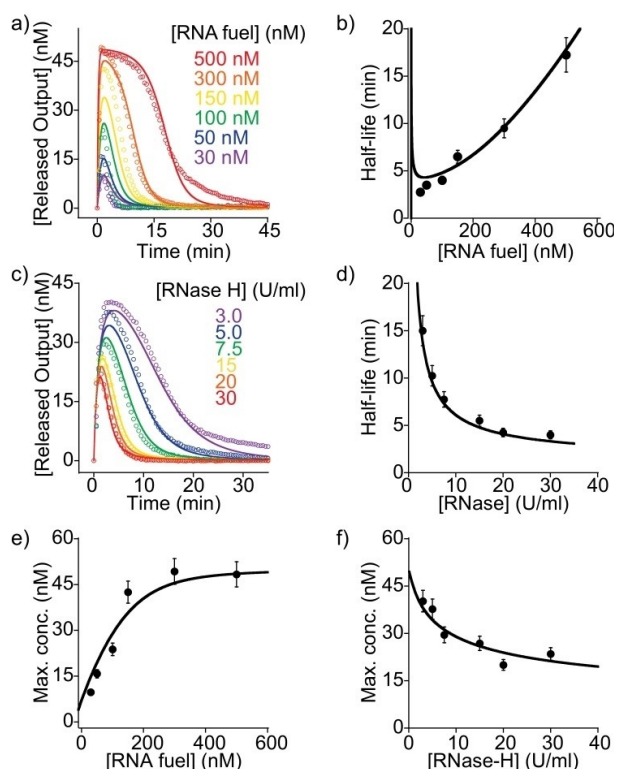 a)
[RNA fuel] (nM)
500 nM
300 nM
150 nM
100 nM
50 nM
30 nM
[Released Output] (nM)
45
30
15
0
0 15 30 45
Time (min)
b)
Half-life (min)
20
15
10
5
0
0 200 400 600
[RNA fuel] (nM)
c)
[RNase H] (U/ml)
3.0
5.0
7.5
15
20
30
[Released Output] (nM)
45
30
15
0
0 10 20 30
Time (min)
d)
Half-life (min)
20
15
10
5
0
0 10 20 30 40
[RNase] (U/ml)
e)
Max. conc. (nM)
60
45
30
15
0
0 200 400 600
[RNA fuel] (nM)
f)
Max. conc. (nM)
60
45
30
15
0
0 10 20 30 40
[RNase-H] (U/ml)